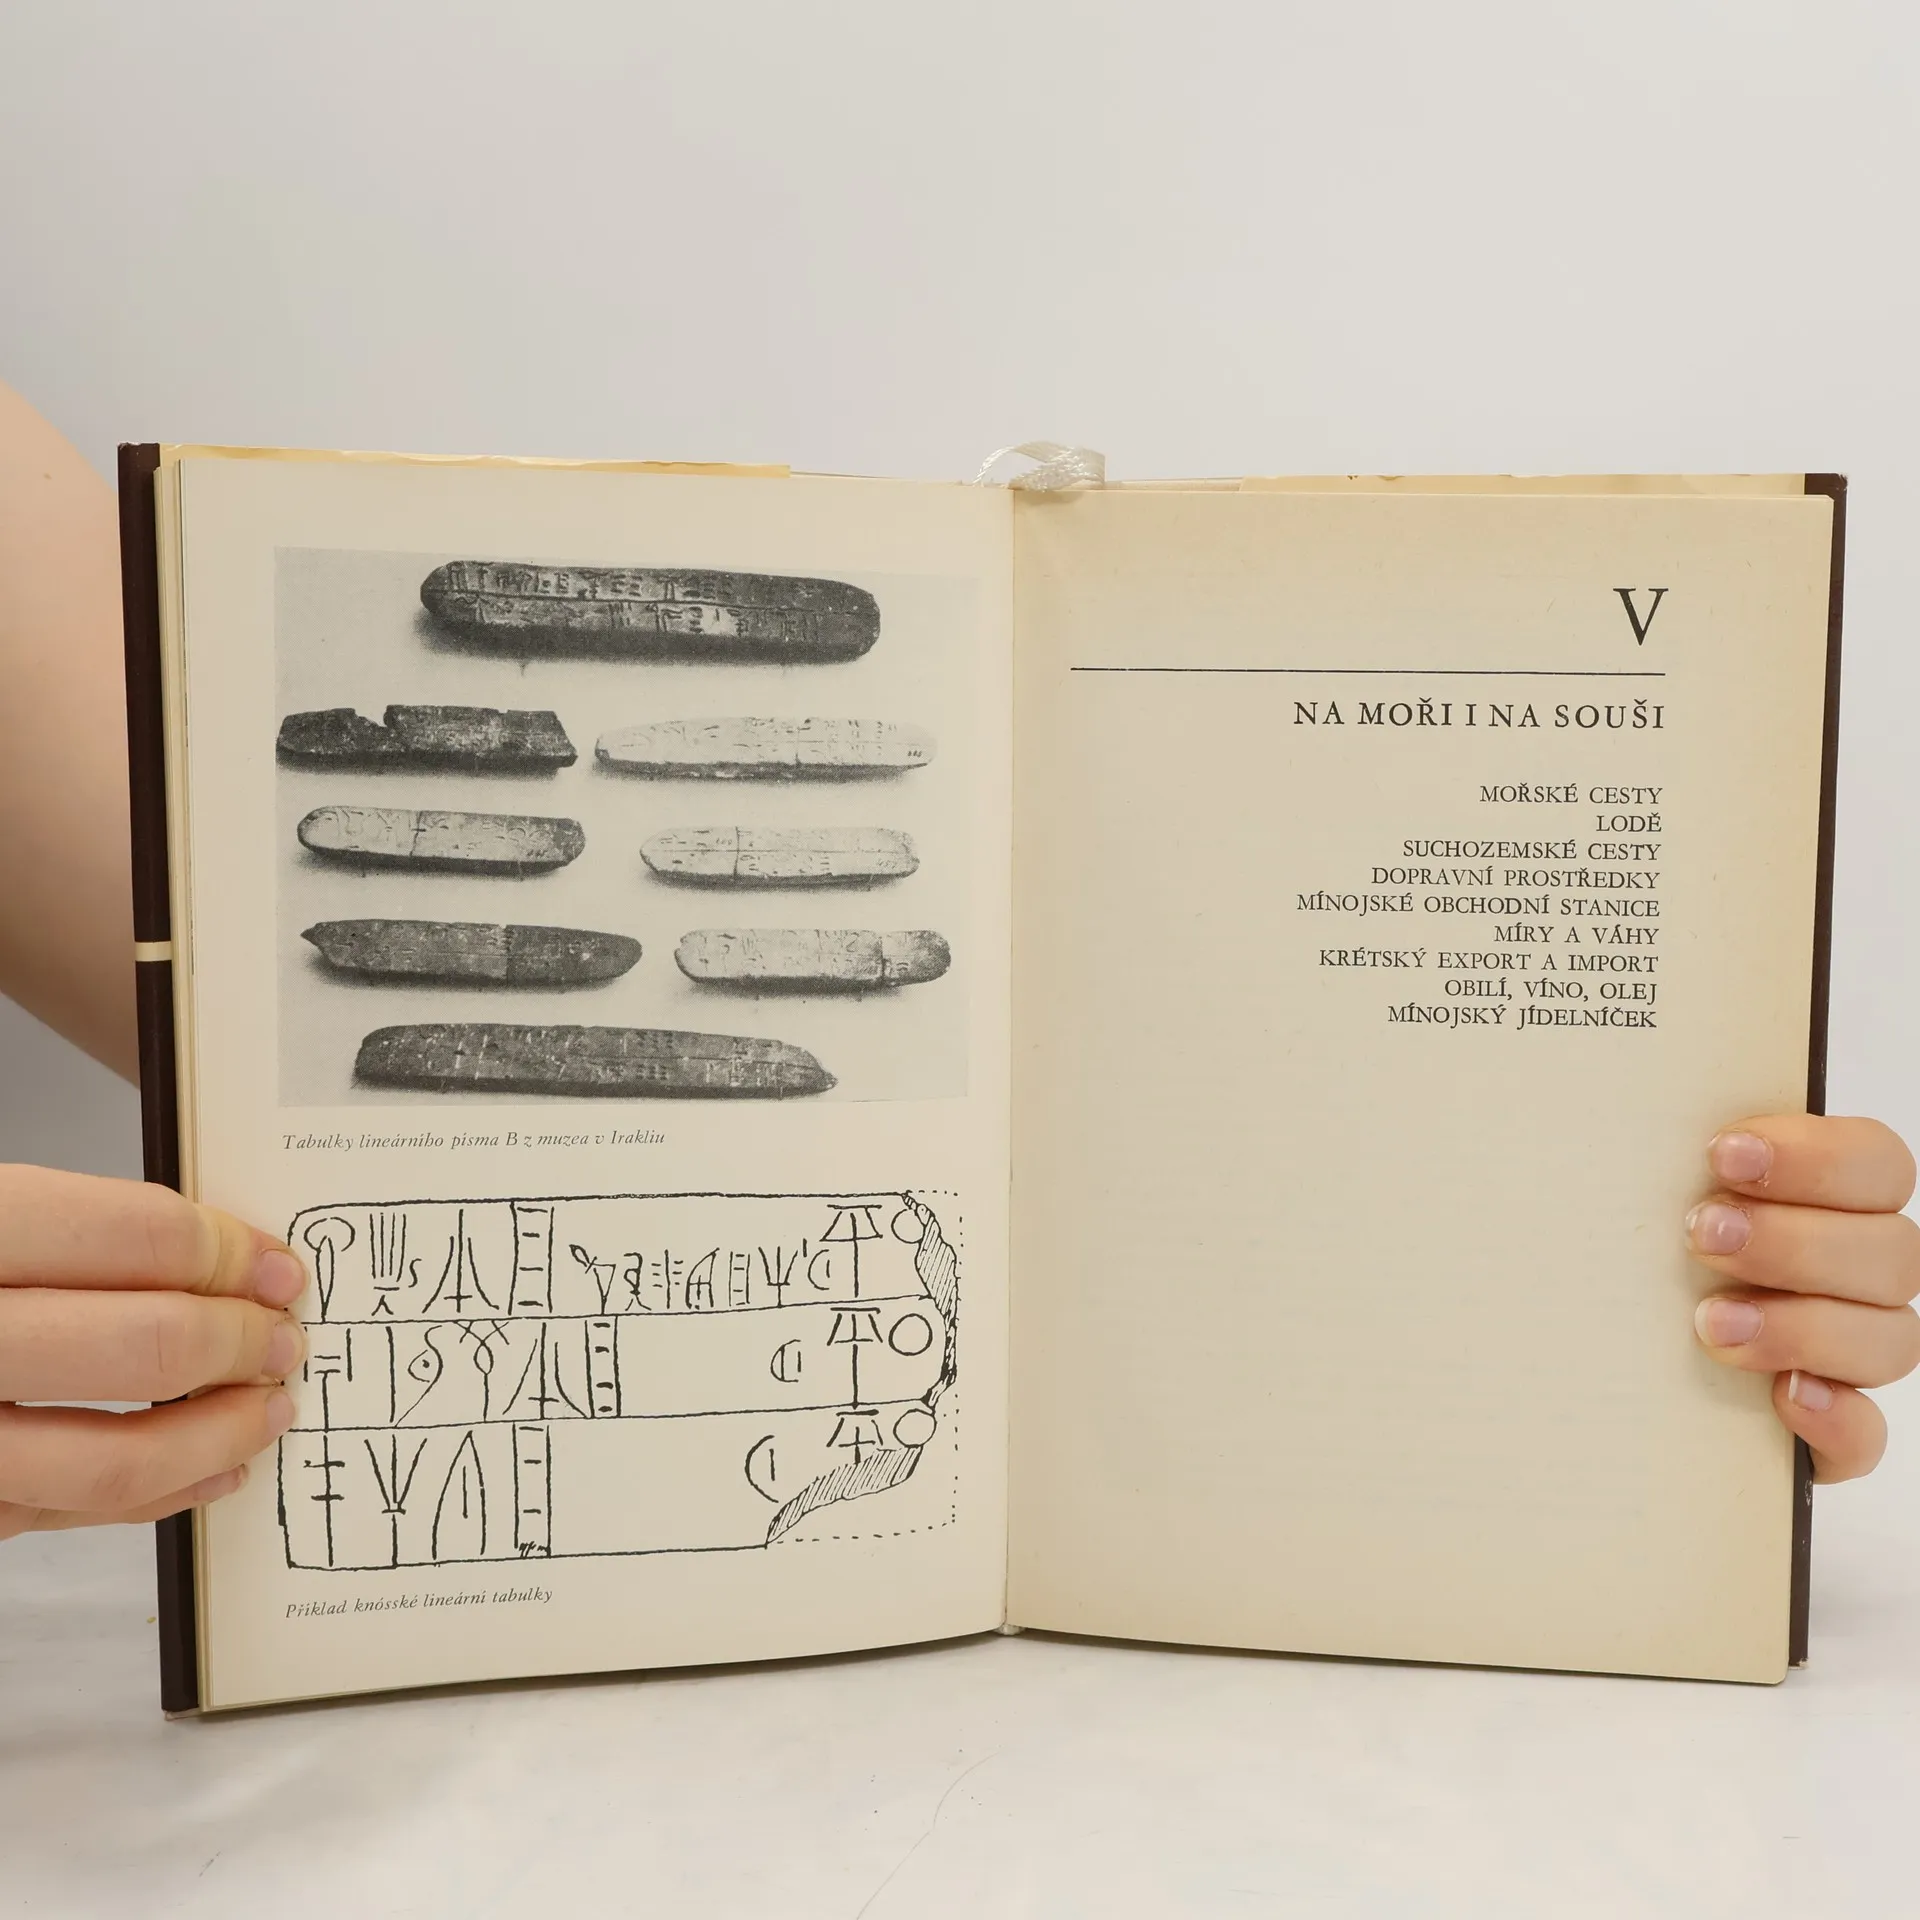 Tabulky lineárního písma B z muzea v Irakliu
Příklad knósské lineární tabulky
V
NA MOŘI I NA SOUŠI
MOŘSKÉ CESTY
LODĚ
SUCHOZEMSKÉ CESTY
DOPRAVNÍ PROSTŘEDKY
MÍNOJSKÉ OBCHODNÍ STANICE
MÍRY A VÁHY
KRÉTSKÝ EXPORT A IMPORT
OBILÍ, VÍNO, OLEJ
MÍNOJSKÝ JÍDELNÍČEK